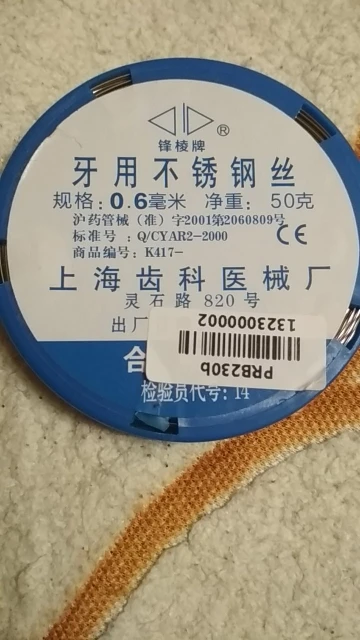 ®
锋棱牌
牙用不锈钢丝
规格：0.6毫米 净重： 50克
沪药管械（准）字2001第2060809号
标准号 ：Q/CYAR2-2000 CE
商品编号：K417-
上海齿科医械厂
灵石路 820 号
出厂
1323000002
PRB230b
合
检验员代号：14